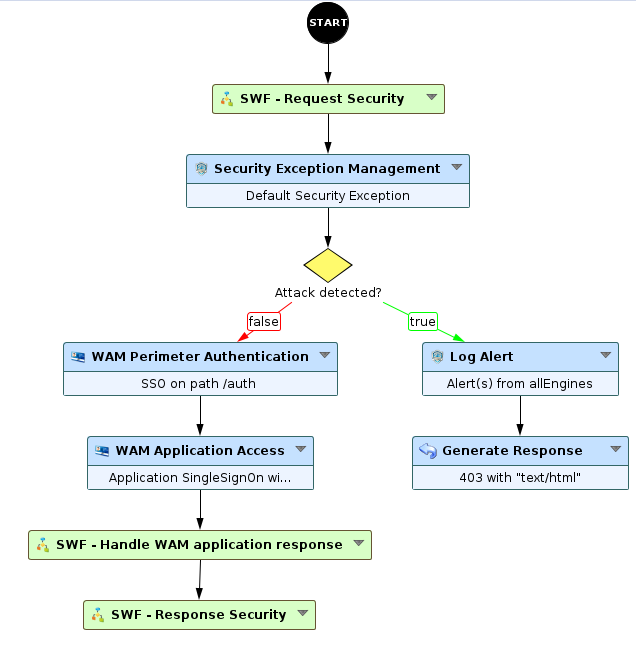 START
SWF - Request Security
Security Exception Management
Default Security Exception
Attack detected?
false
true
WAM Perimeter Authentication
SSO on path /auth
Log Alert
Alert(s) from allEngines
WAM Application Access
Application SingleSignOn wi...
Generate Response
403 with "text/html"
SWF - Handle WAM application response
SWF - Response Security